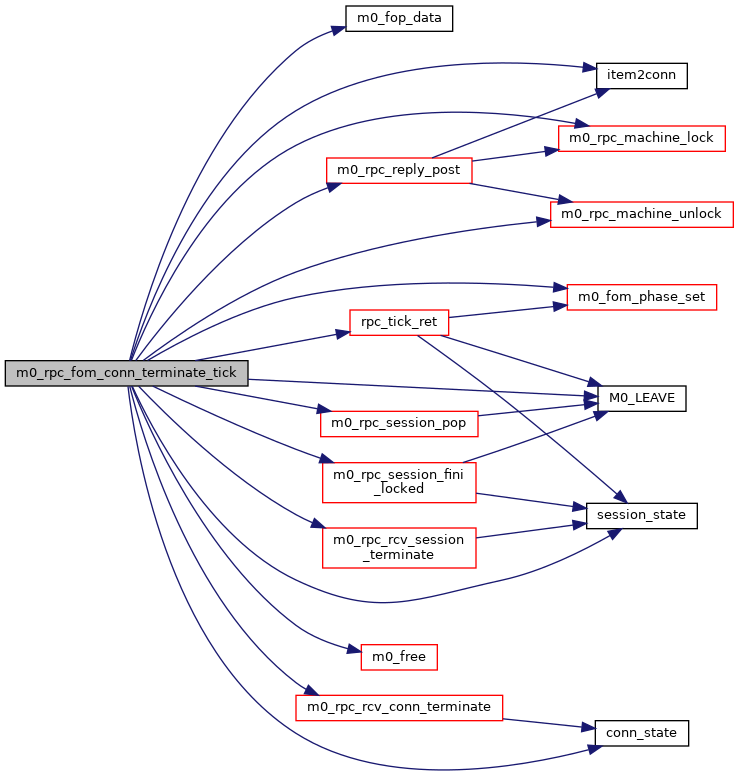 m0_fop_data
item2conn
m0_rpc_machine_lock
m0_rpc_reply_post
m0_rpc_machine_unlock
m0_fom_phase_set
rpc_tick_ret
m0_rpc_fom_conn_terminate_tick
M0_LEAVE
m0_rpc_session_pop
m0_rpc_session_fini
_locked
session_state
m0_rpc_rcv_session
_terminate
m0_free
m0_rpc_rcv_conn_terminate
conn_state